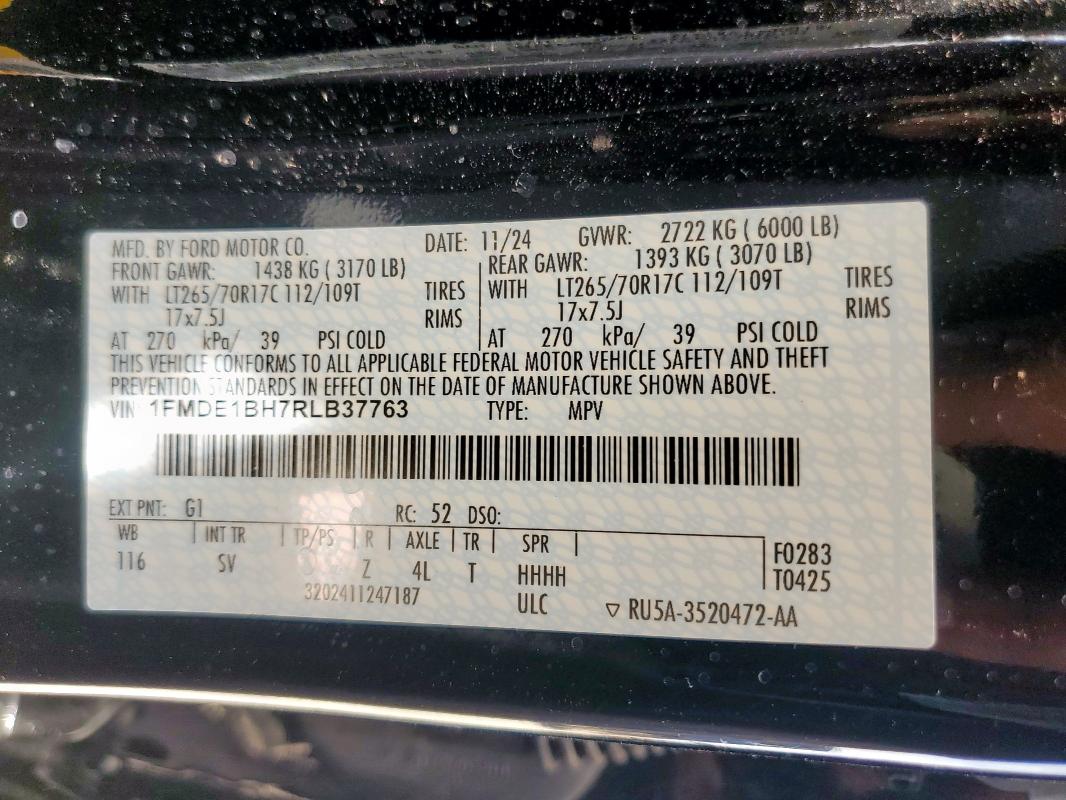 MFD. BY FORD MOTOR CO. DATE: 11/24 GVWR: 2722 KG ( 6000 LB)
FRONT GAWR: 1438 KG ( 3170 LB) REAR GAWR: 1393 KG ( 3070 LB)
WITH LT265/70R17C 112/109T TIRES WITH LT265/70R17C 112/109T TIRES
17x7.5J RIMS 17x7.5J RIMS
AT 270 kPa/ 39 PSI COLD AT 270 kPa/ 39 PSI COLD
THIS VEHICLE CONFORMS TO ALL APPLICABLE FEDERAL MOTOR VEHICLE SAFETY AND THEFT
PREVENTION STANDARDS IN EFFECT ON THE DATE OF MANUFACTURE SHOWN ABOVE.
VIN: 1FMDE1BH7RLB37763 TYPE: MPV
EXT PNT: G1 RC: 52 DSO:
WB INT TR TP/PS R AXLE TR SPR F0283
116 SV Z 4L T HHHH T0425
3202411247187 ULC ▽ RU5A-3520472-AA